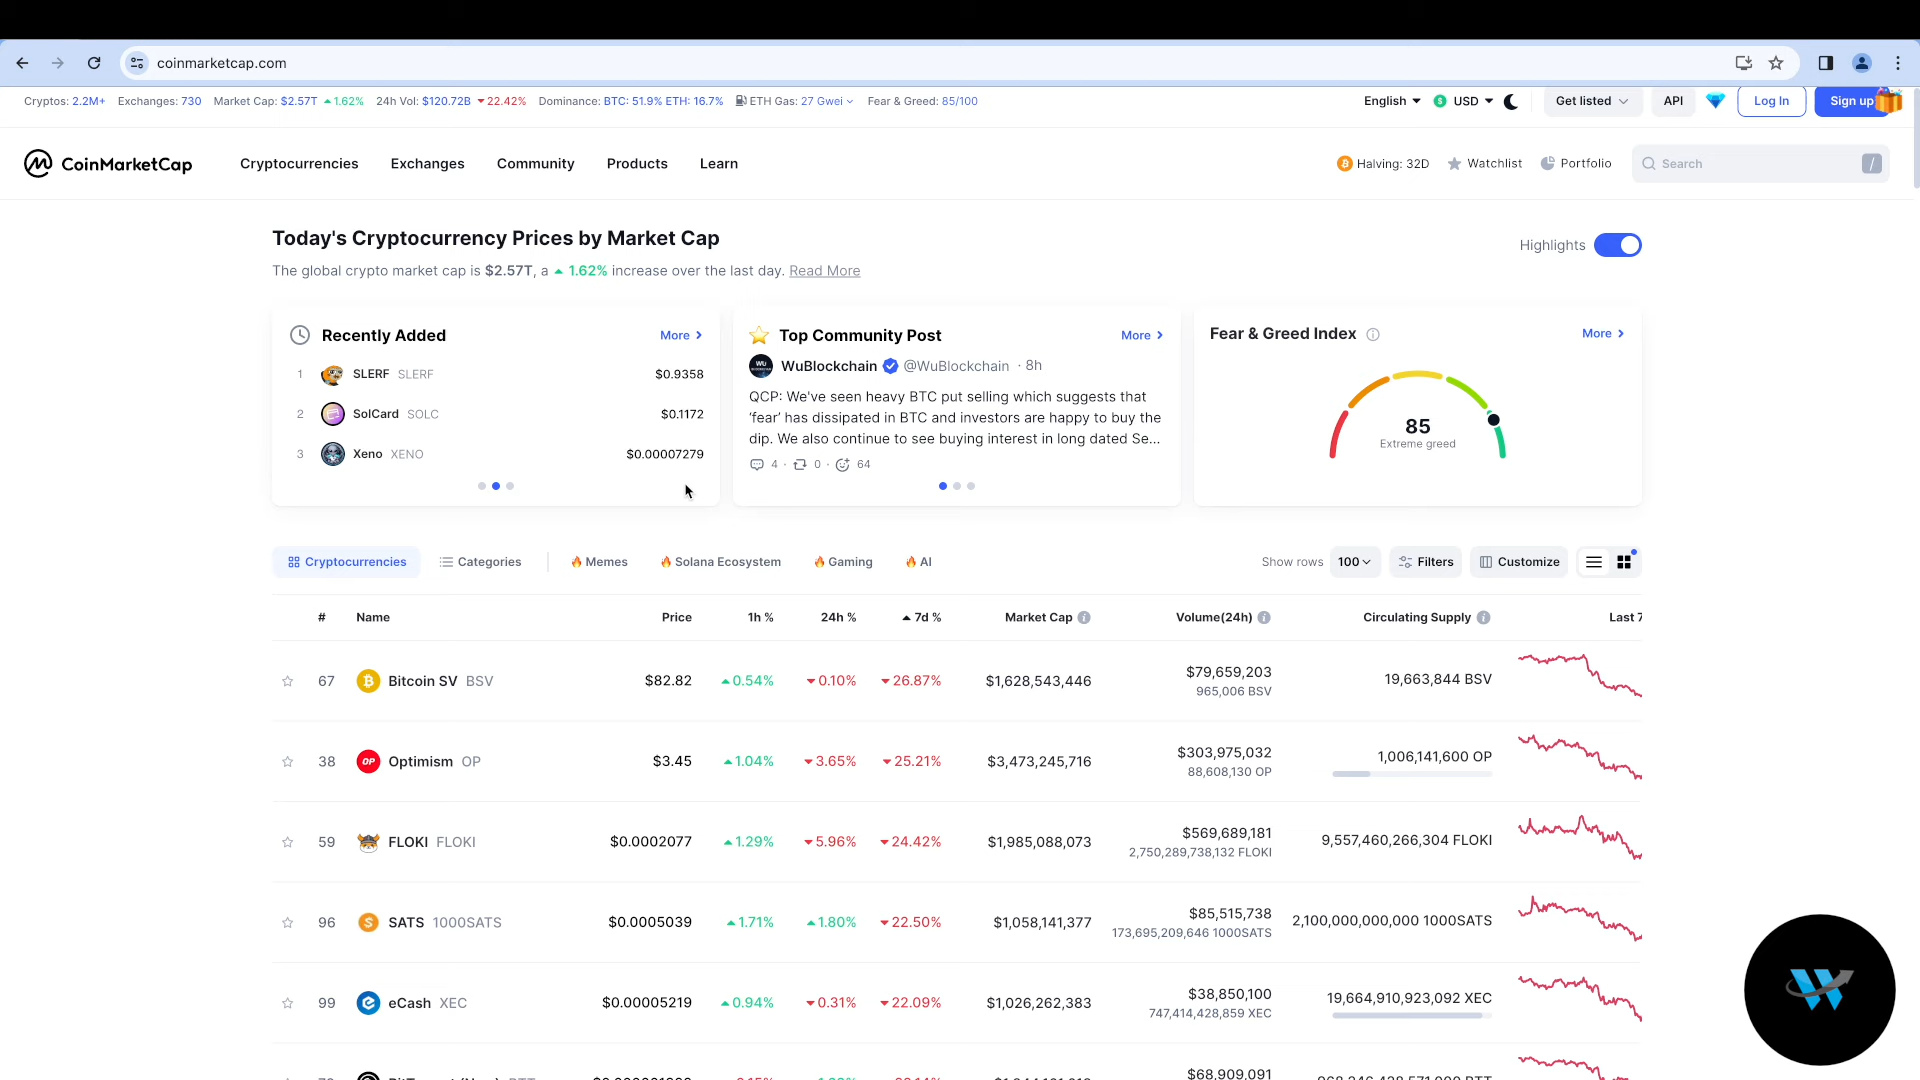 coinmarketcap.com
Cryptos: 2.2M+ Exchanges: 730 Market Cap: $2.57T 1.62% 24h Vol: $120.72B 22.42% Dominance: BTC: 51.9% ETH: 16.7% ETH Gas: 27 Gwei Fear & Greed: 85/100 English USD Get listed API Log In Sign up
CoinMarketCap Cryptocurrencies Exchanges Community Products Learn Halving: 32D Watchlist Portfolio Search /
Today's Cryptocurrency Prices by Market Cap
Highlights
The global crypto market cap is $2.57T, a 1.62% increase over the last day. Read More
Recently Added More
1 SLERF SLERF $0.9358
2 SolCard SOLC $0.1172
3 Xeno XENO $0.00007279
Top Community Post More
WuBlockchain @WuBlockchain · 8h
QCP: We've seen heavy BTC put selling which suggests that
‘fear’ has dissipated in BTC and investors are happy to buy the
dip. We also continue to see buying interest in long dated Se...
4 · 0 · 64
Fear & Greed Index More
85
Extreme greed
Cryptocurrencies Categories Memes Solana Ecosystem Gaming AI Show rows 100 Filters Customize
# Name Price 1h % 24h % 7d % Market Cap Volume(24h) Circulating Supply Last 7
67 Bitcoin SV BSV $82.82 0.54% 0.10% 26.87% $1,628,543,446 $79,659,203 19,663,844 BSV
965,006 BSV
38 Optimism OP $3.45 1.04% 3.65% 25.21% $3,473,245,716 $303,975,032 1,006,141,600 OP
88,608,130 OP
59 FLOKI FLOKI $0.0002077 1.29% 5.96% 24.42% $1,985,088,073 $569,689,181 9,557,460,266,304 FLOKI
2,750,289,738,132 FLOKI
96 SATS 1000SATS $0.0005039 1.71% 1.80% 22.50% $1,058,141,377 $85,515,738 2,100,000,000,000 1000SATS
173,695,209,646 1000SATS
99 eCash XEC $0.00005219 0.94% 0.31% 22.09% $1,026,262,383 $38,850,100 19,664,910,923,092 XEC
747,414,428,859 XEC
$68,909,091